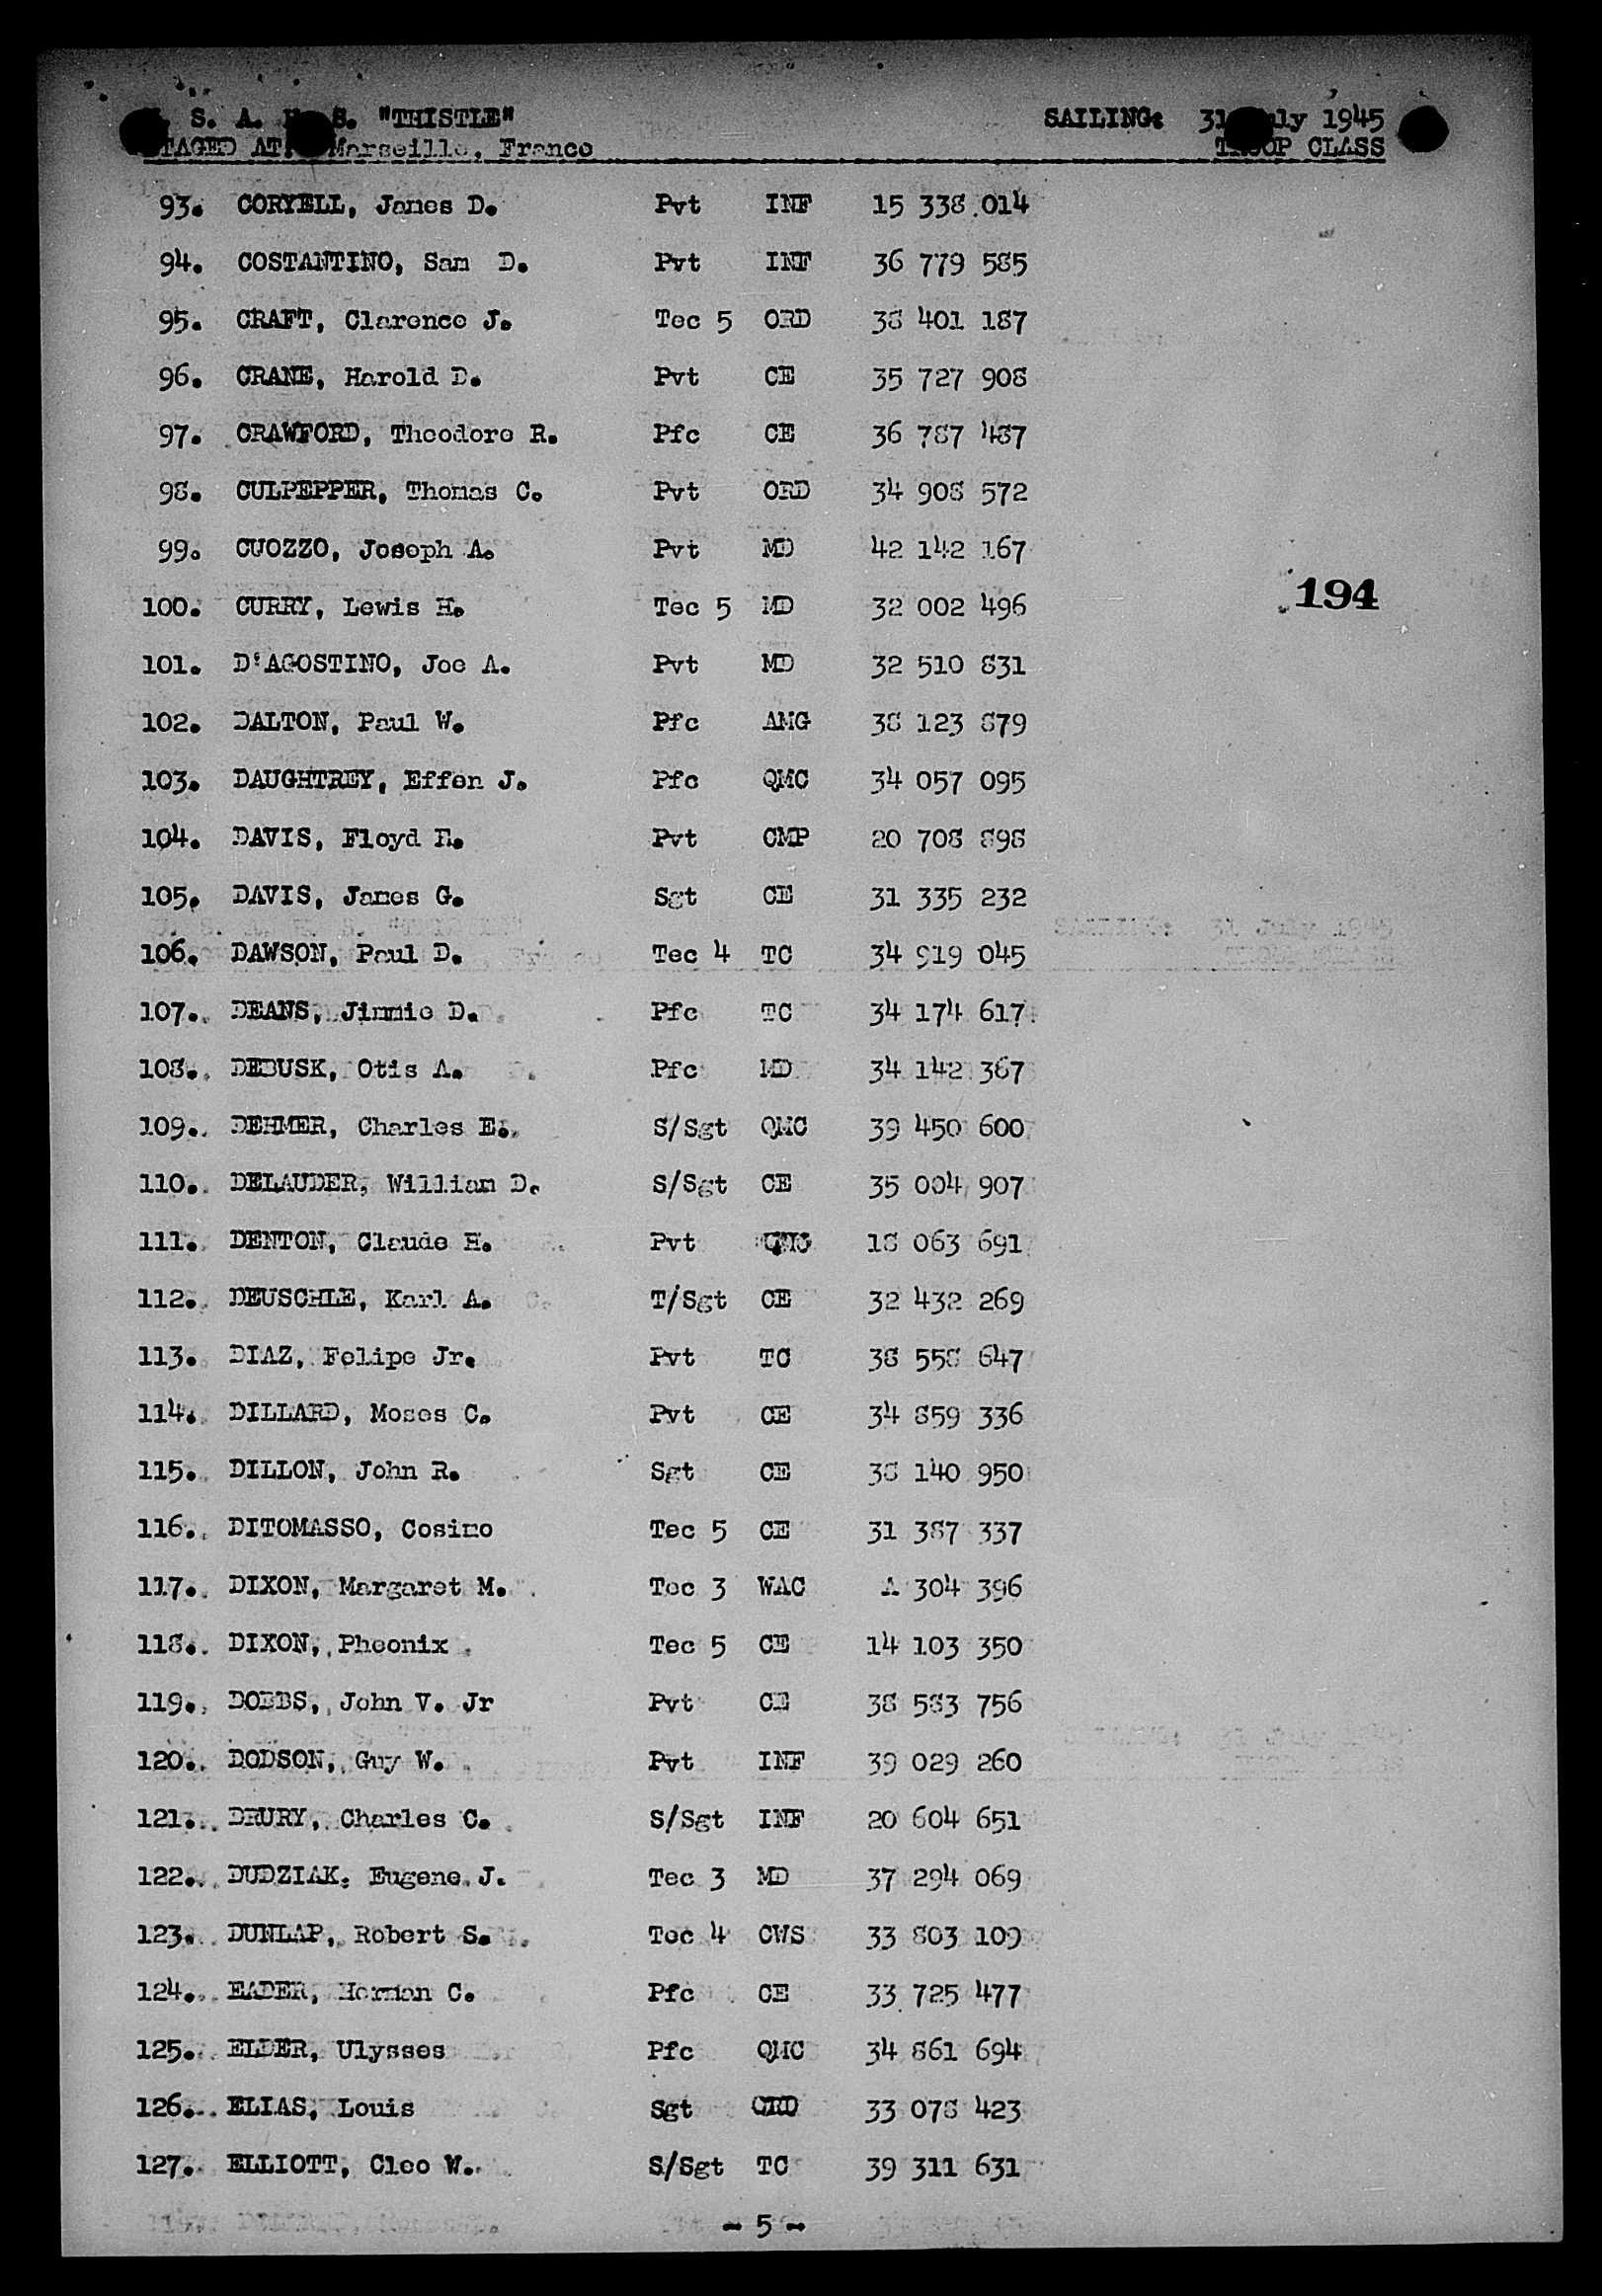 S. A. S. "THISTLE" SAILING: 31 July 1945
STAGED AT: Marseille, France TROOP CLASS
93. CORYELL, James D. Pvt INF 15 338 014
94. COSTANTINO, Sam D. Pvt INF 36 779 585
95. CRAFT, Clarence J. Tec 5 ORD 38 401 187
96. CRANE, Harold D. Pvt CE 35 727 908
97. CRAWFORD, Theodore R. Pfc CE 36 787 487
98. CULPEPPER, Thomas C. Pvt ORD 34 908 572
99. CUOZZO, Joseph A. Pvt MD 42 142 167
194
100. CURRY, Lewis H. Tec 5 MD 32 002 496
101. D'AGOSTINO, Joe A. Pvt MD 32 510 831
102. DALTON, Paul W. Pfc AMG 38 123 879
103. DAUGHTREY, Effen J. Pfc QMC 34 057 095
104. DAVIS, Floyd Pvt CMP 20 708 898
105. DAVIS, James G. Sgt CE 31 335 232
106. DAWSON, Paul D. Tec 4 TC 34 919 045
107. DEANS, Jimmie D. Pfc TC 34 174 617
108. DEBUSK, Otis A. Pfc MD 34 142 367
109. DEHMER, Charles E. S/Sgt QMC 39 450 600
110. DELAUDER, William D. S/Sgt CE 35 004 907
111. DENTON, Claude H. Pvt QMC 18 063 691
112. DEUSCHLE, Karl A. T/Sgt CE 32 432 269
113. DIAZ, Felipe Jr. Pvt TC 38 558 647
114. DILLARD, Moses C. Pvt CE 34 859 336
115. DILLON, John R. Sgt CE 38 140 950
116. DITOMASSO, Cosimo Tec 5 CE 31 387 337
117. DIXON, Margaret M. Tec 3 WAC A 304 396
118. DIXON, Pheonix Tec 5 CE 14 103 350
119. DOBBS, John V. Jr Pvt CE 38 583 756
120. DODSON, Guy W. Pvt INF 39 029 260
121. DRURY, Charles C. S/Sgt INF 20 604 651
122. DUDZIAK, Eugene J. Tec 3 MD 37 294 069
123. DUNLAP, Robert S. Tec 4 CWS 33 803 109
124. EADER, Herman C. Pfc CE 33 725 477
125. ELDER, Ulysses Pfc QMC 34 861 694
126. ELIAS, Louis Sgt ORD 33 078 423
127. ELLIOTT, Cleo W. S/Sgt TC 39 311 631
- 5 -